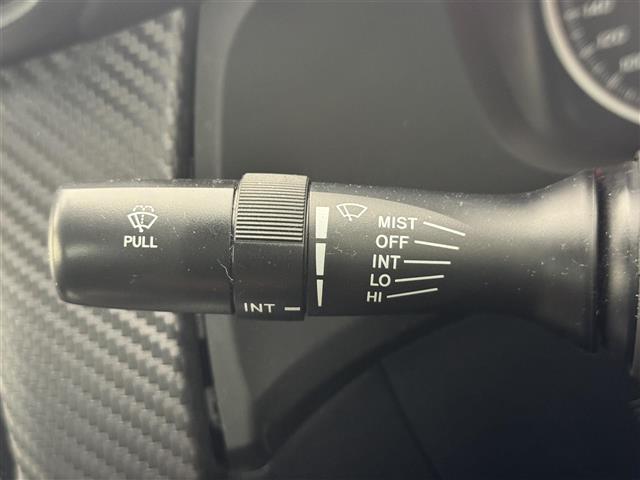 PULL
INT
MIST
OFF
INT
LO
HI